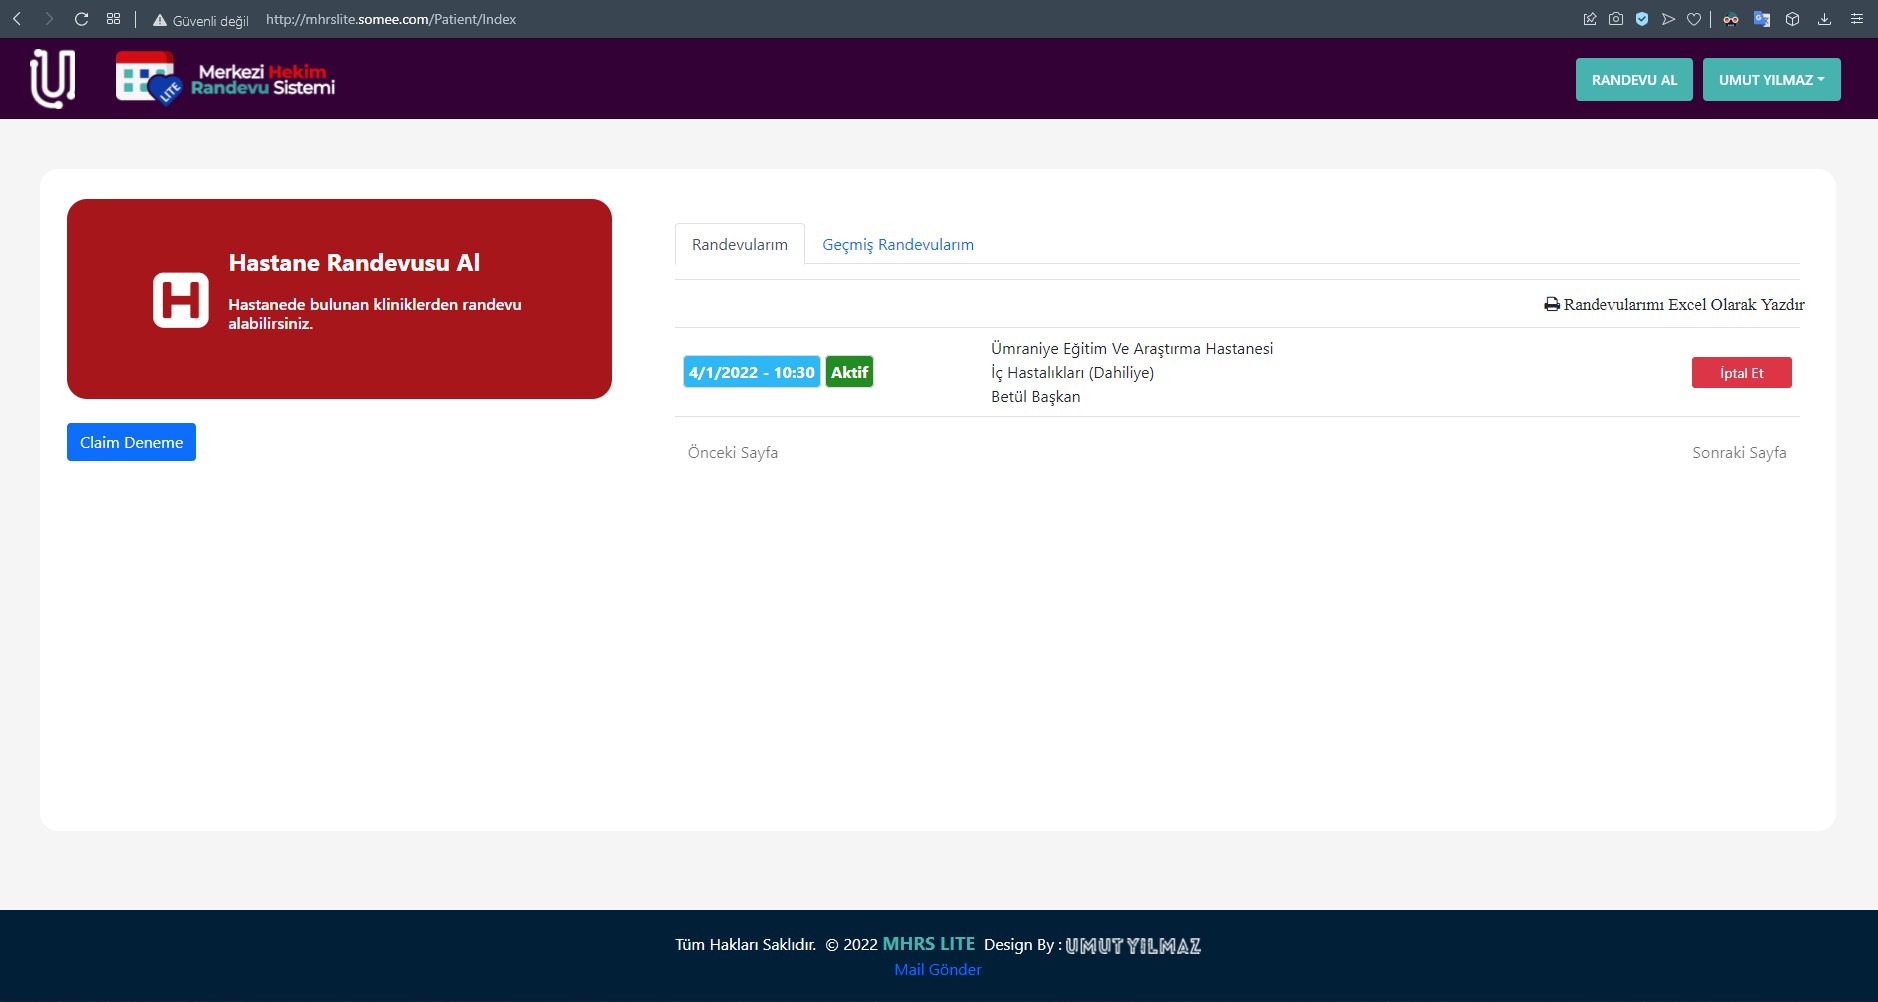 Güvenli değil http://mhrslite.somee.com/Patient/Index
Merkezi Hekim
Randevu Sistemi
LITE
RANDEVU AL
UMUT YILMAZ
Hastane Randevusu Al
Hastanede bulunan kliniklerden randevu
alabilirsiniz.
Claim Deneme
Randevularım
Geçmiş Randevularım
Randevularımı Excel Olarak Yazdır
4/1/2022 - 10:30 Aktif
Ümraniye Eğitim Ve Araştırma Hastanesi
İç Hastalıkları (Dahiliye)
Betül Başkan
İptal Et
Önceki Sayfa
Sonraki Sayfa
Tüm Hakları Saklıdır. © 2022 MHRS LITE Design By : UMUT YILMAZ
Mail Gönder